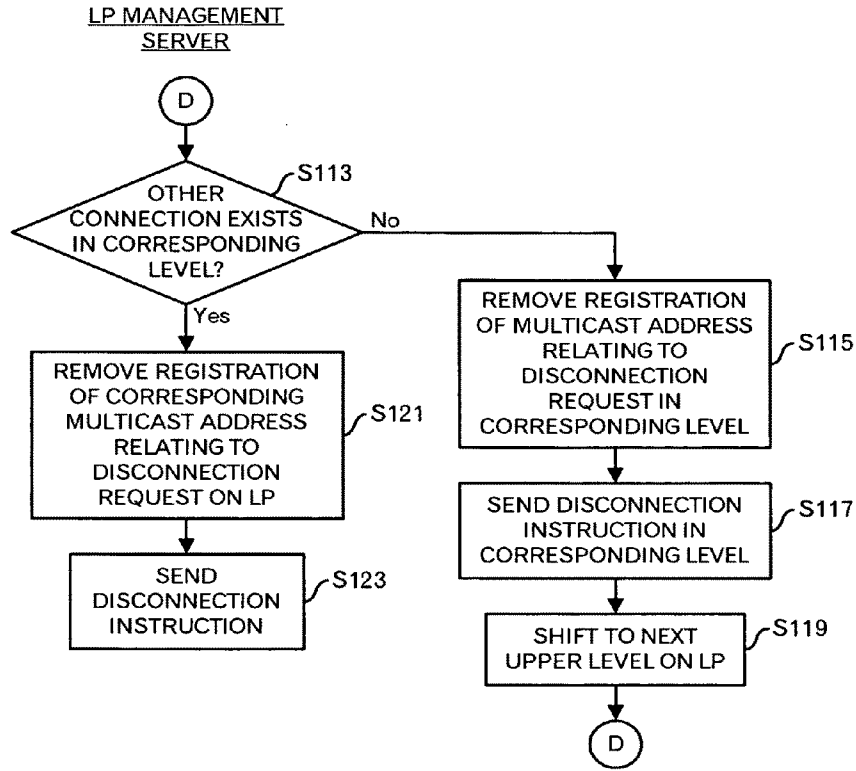 LP MANAGEMENT
SERVER
D
S113
OTHER
CONNECTION EXISTS
IN CORRESPONDING
LEVEL?
No
Yes
REMOVE REGISTRATION
OF CORRESPONDING
MULTICAST ADDRESS
RELATING TO
DISCONNECTION
REQUEST ON LP
S121
SEND
DISCONNECTION
INSTRUCTION
S123
REMOVE REGISTRATION
OF MULTICAST ADDRESS
RELATING TO
DISCONNECTION
REQUEST IN
CORRESPONDING LEVEL
S115
SEND DISCONNECTION
INSTRUCTION IN
CORRESPONDING LEVEL
S117
SHIFT TO NEXT
UPPER LEVEL ON LP
S119
D